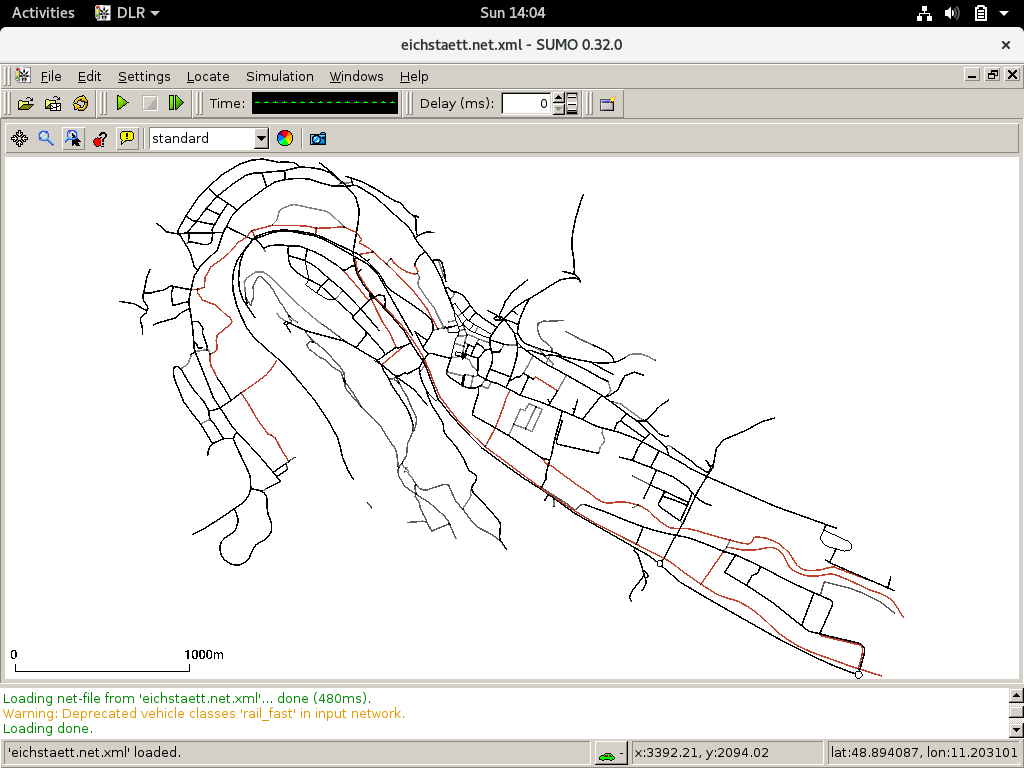 Activities DLR Sun 14:04
eichstaett.net.xml - SUMO 0.32.0
File Edit Settings Locate Simulation Windows Help
Time: Delay (ms): 0
standard
0 1000m
Loading net-file from 'eichstaett.net.xml'... done (480ms).
Warning: Deprecated vehicle classes 'rail_fast' in input network.
Loading done.
'eichstaett.net.xml' loaded. - x:3392.21, y:2094.02 lat:48.894087, lon:11.203101